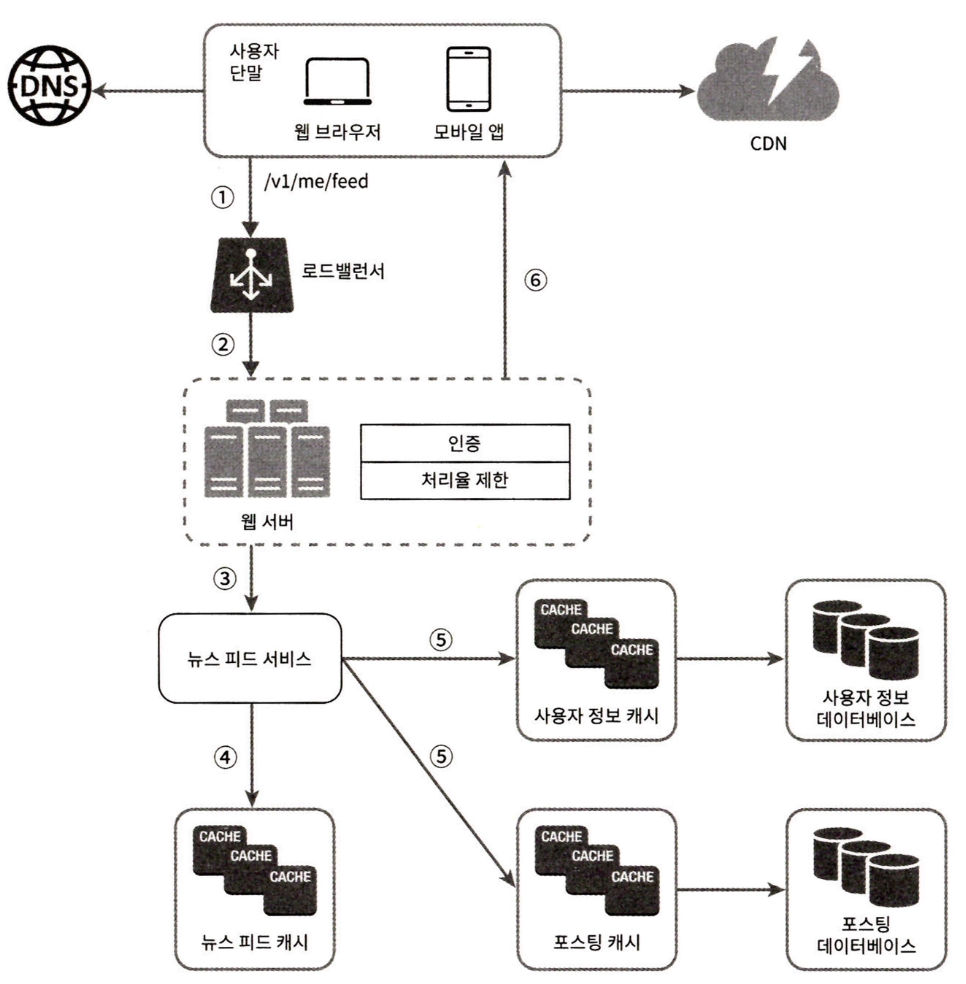 사용자
단말
DNS
웹 브라우저
모바일 앱
CDN
①
/v1/me/feed
로드밸런서
⑥
②
인증
처리율 제한
웹 서버
③
뉴스 피드 서비스
⑤
CACHE
CACHE
CACHE
사용자 정보 캐시
사용자 정보
데이터베이스
④
⑤
CACHE
CACHE
CACHE
뉴스 피드 캐시
CACHE
CACHE
CACHE
포스팅 캐시
포스팅
데이터베이스